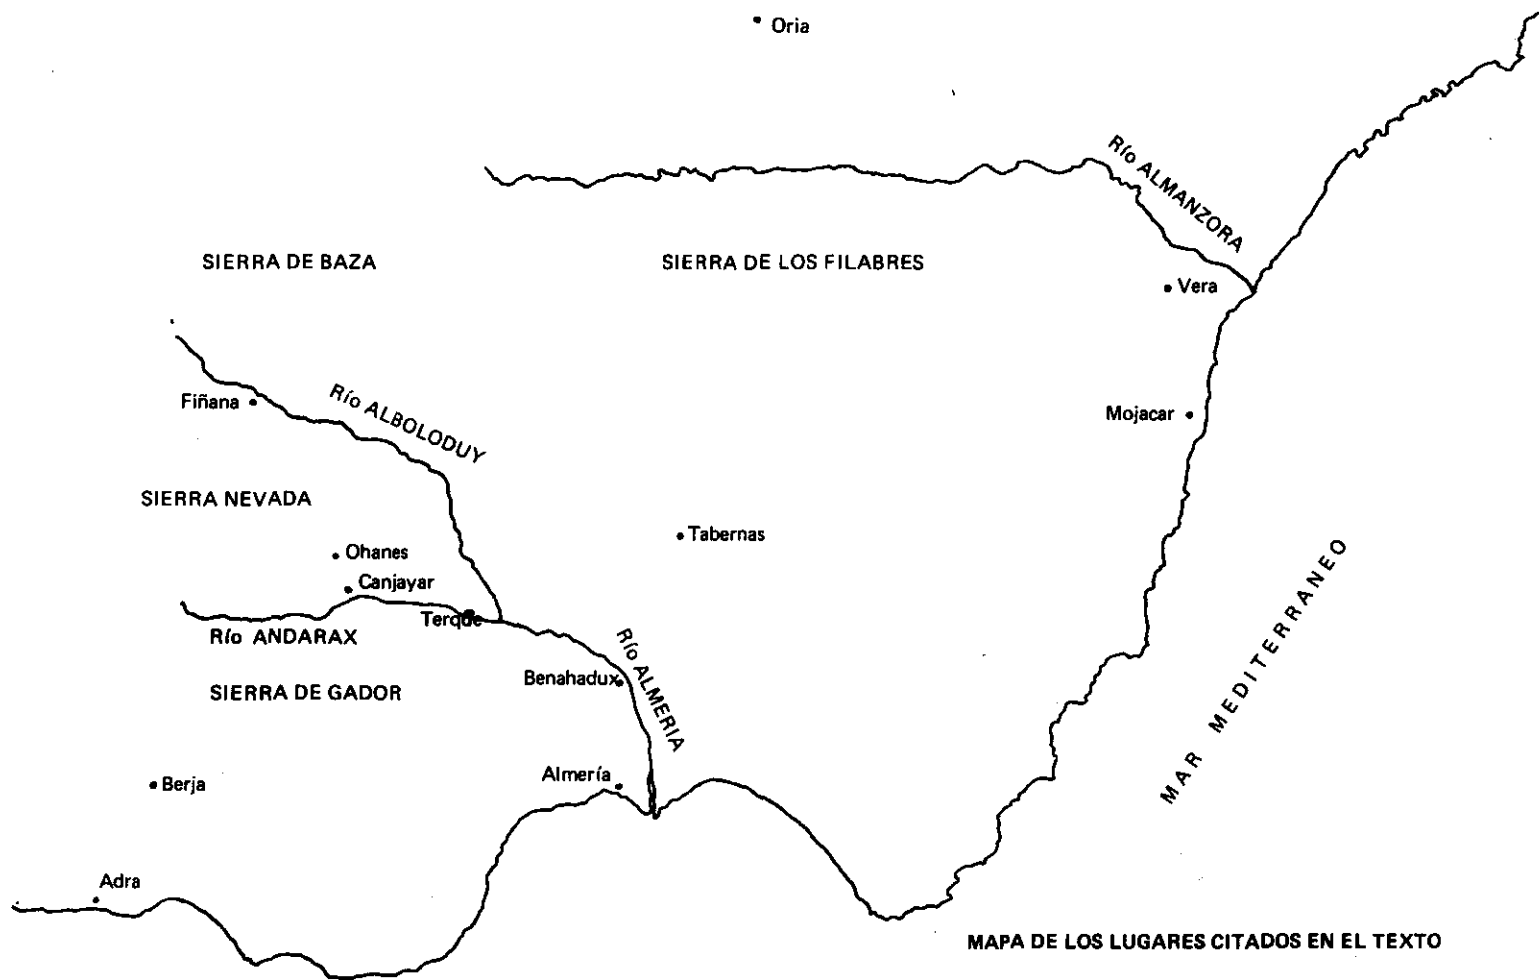 Oria
Río ALMANZORA
SIERRA DE BAZA
SIERRA DE LOS FILABRES
Vera
Fiñana
Río ALBOLODUY
Mojacar
SIERRA NEVADA
Tabernas
Ohanes
Canjayar
Terque
Río ANDARAX
Río ALMERIA
Benahadux
SIERRA DE GADOR
MAR MEDITERRANEO
Almería
Berja
Adra
MAPA DE LOS LUGARES CITADOS EN EL TEXTO